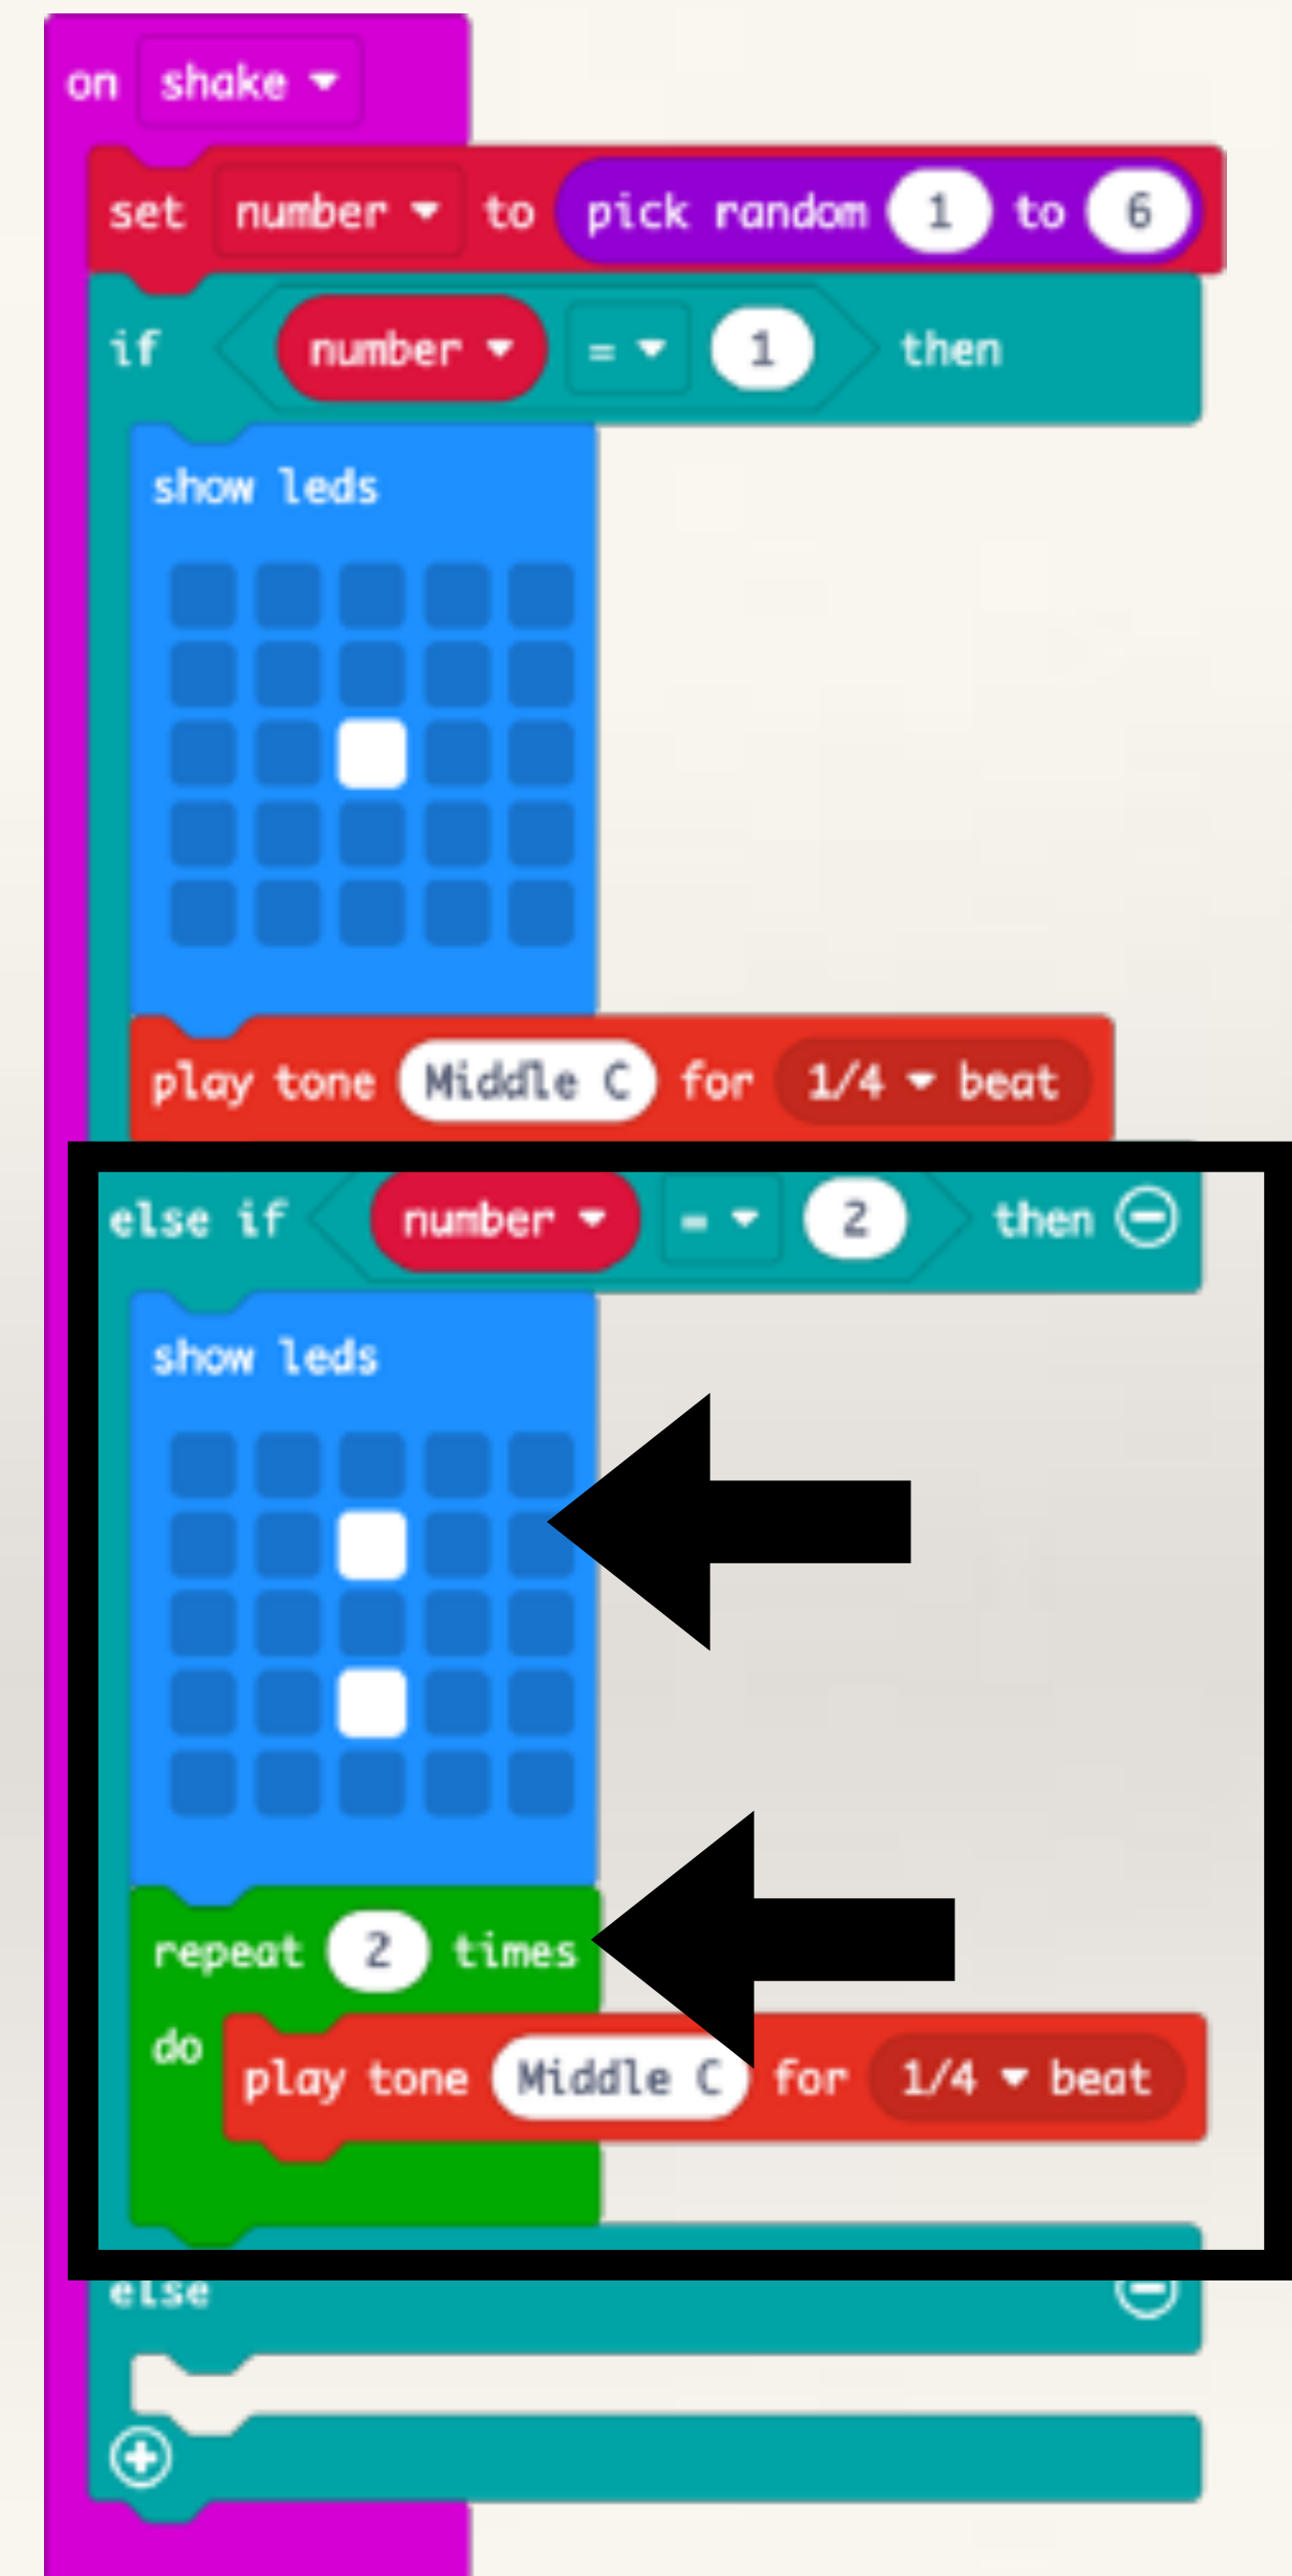 on shake
set number to pick random 1 to 6
if number = 1 then
show leds
play tone Middle C for 1/4 beat
else if number = 2 then
show leds
repeat 2 times
do play tone Middle C for 1/4 beat
else